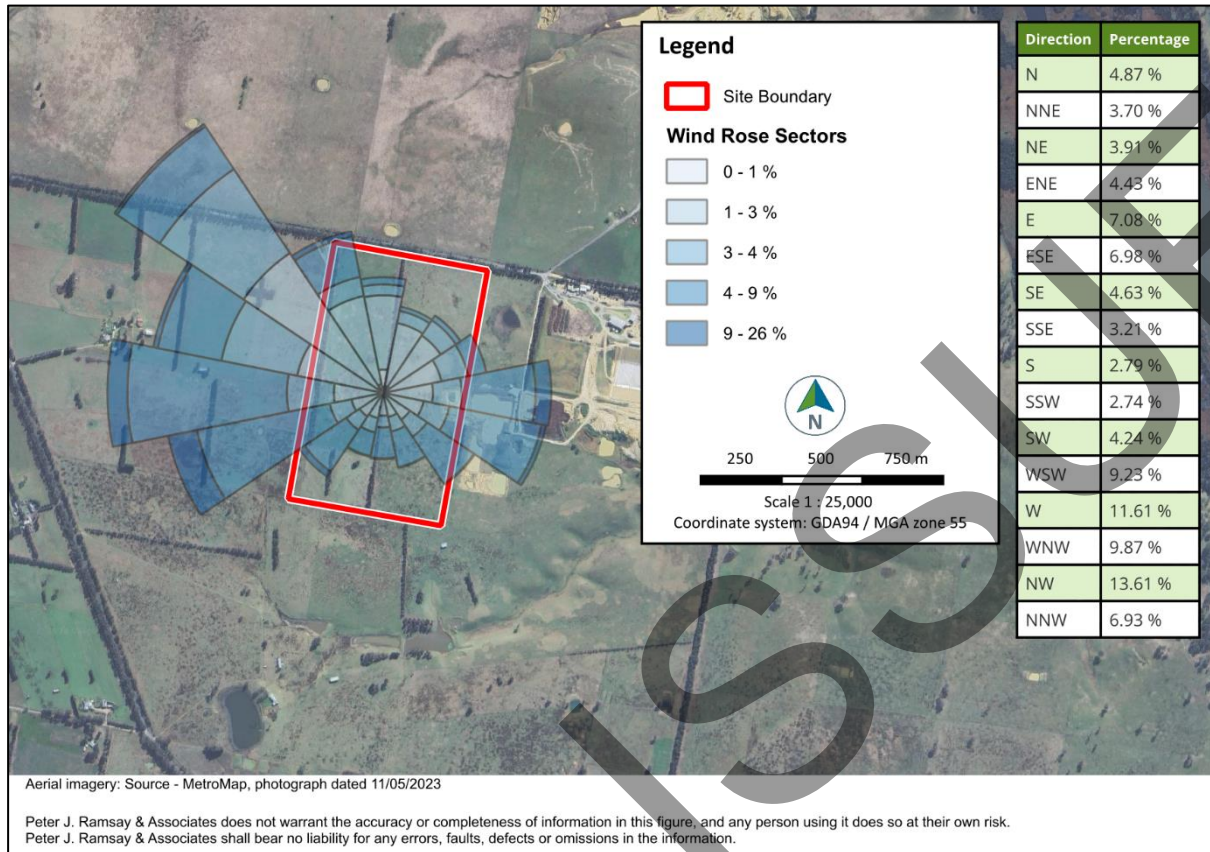 Legend
Site Boundary
Wind Rose Sectors
0 - 1 %
1 - 3 %
3 - 4 %
4 - 9 %
9 - 26 %
N
250 500 750 m
Scale 1 : 25,000
Coordinate system: GDA94 / MGA zone 55
Direction Percentage
N 4.87 %
NNE 3.70 %
NE 3.91 %
ENE 4.43 %
E 7.08 %
ESE 6.98 %
SE 4.63 %
SSE 3.21 %
S 2.79 %
SSW 2.74 %
SW 4.24 %
WSW 9.23 %
W 11.61 %
WNW 9.87 %
NW 13.61 %
NNW 6.93 %
Aerial imagery: Source - MetroMap, photograph dated 11/05/2023
Peter J. Ramsay & Associates does not warrant the accuracy or completeness of information in this figure, and any person using it does so at their own risk.
Peter J. Ramsay & Associates shall bear no liability for any errors, faults, defects or omissions in the information.